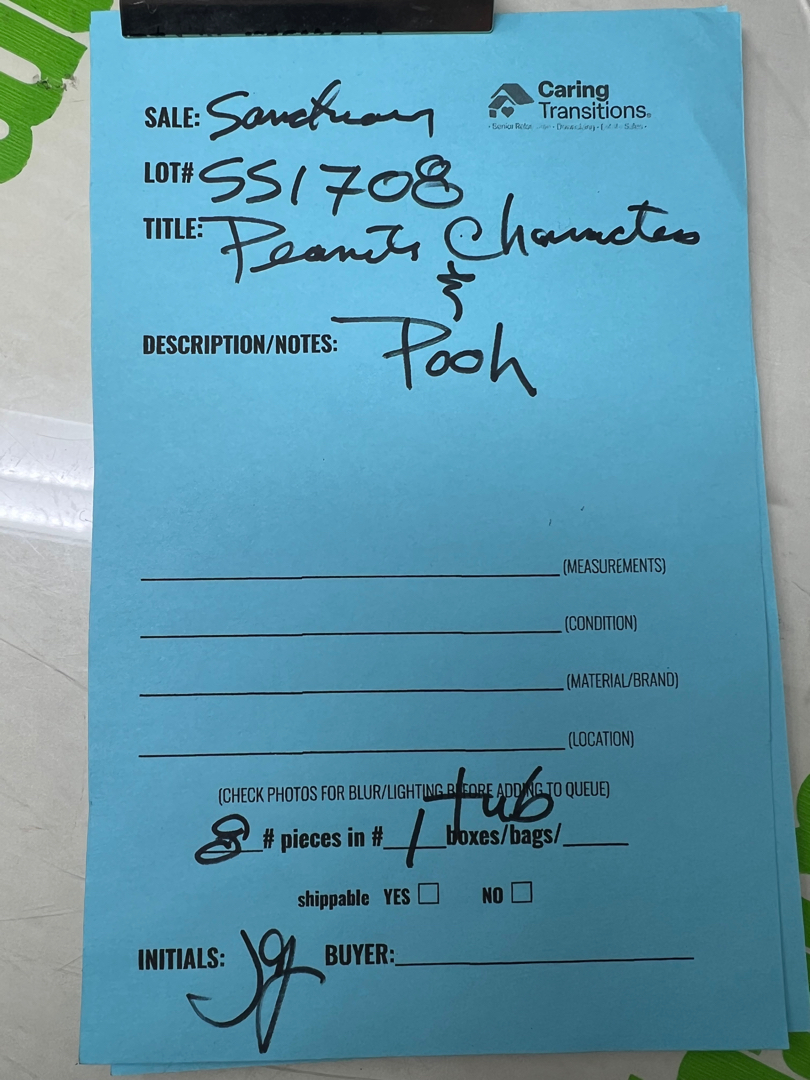 Caring
Transitions®
SALE: Sanctuary
LOT# SS1708
TITLE: Peanuts Characters
&
DESCRIPTION/NOTES: Pooh
(MEASUREMENTS)
(CONDITION)
(MATERIAL/BRAND)
(LOCATION)
(CHECK PHOTOS FOR BLUR/LIGHTING BEFORE ADDING TO QUEUE)
tub
8 # pieces in # 1 boxes/bags/
shippable YES NO
INITIALS: BUYER: